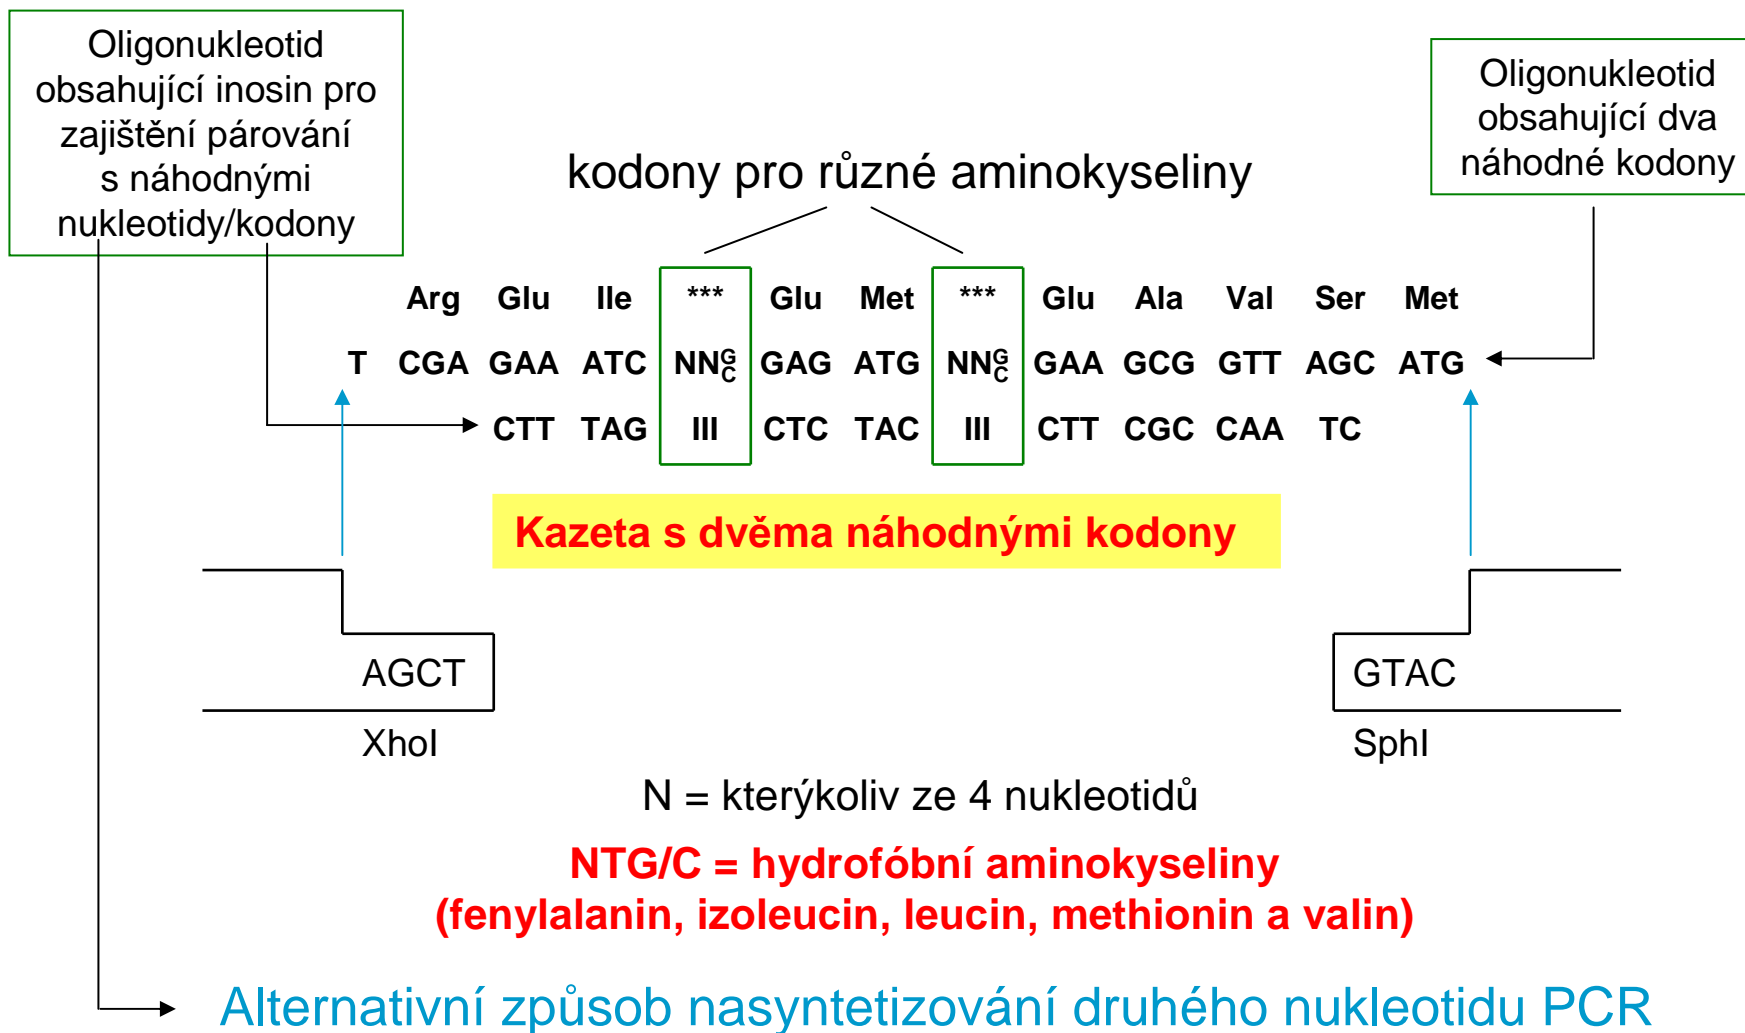 Oligonukleotid
obsahující inosin pro
zajištění párování
s náhodnými
nukleotidy/kodony
Oligonukleotid
obsahující dva
náhodné kodony
kodony pro různé aminokyseliny
Arg Glu Ile *** Glu Met *** Glu Ala Val Ser Met
T CGA GAA ATC NNG/C GAG ATG NNG/C GAA GCG GTT AGC ATG
CTT TAG III CTC TAC III CTT CGC CAA TC
Kazeta s dvěma náhodnými kodony
AGCT GTAC
XhoI SphI
N = kterýkoliv ze 4 nukleotidů
NTG/C = hydrofóbní aminokyseliny
(fenylalanin, izoleucin, leucin, methionin a valin)
Alternativní způsob nasyntetizování druhého nukleotidu PCR